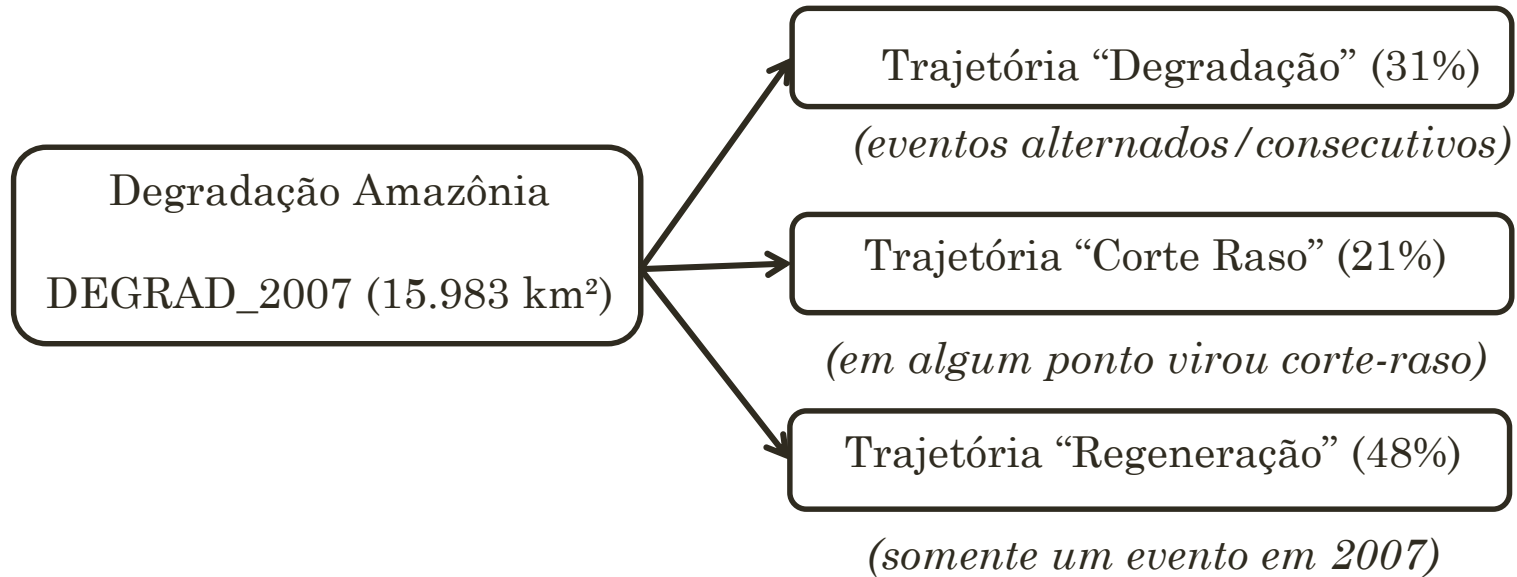 Degradação Amazônia
DEGRAD_2007 (15.983 km²)
Trajetória “Degradação” (31%)
(eventos alternados/consecutivos)
Trajetória “Corte Raso” (21%)
(em algum ponto virou corte-raso)
Trajetória “Regeneração” (48%)
(somente um evento em 2007)